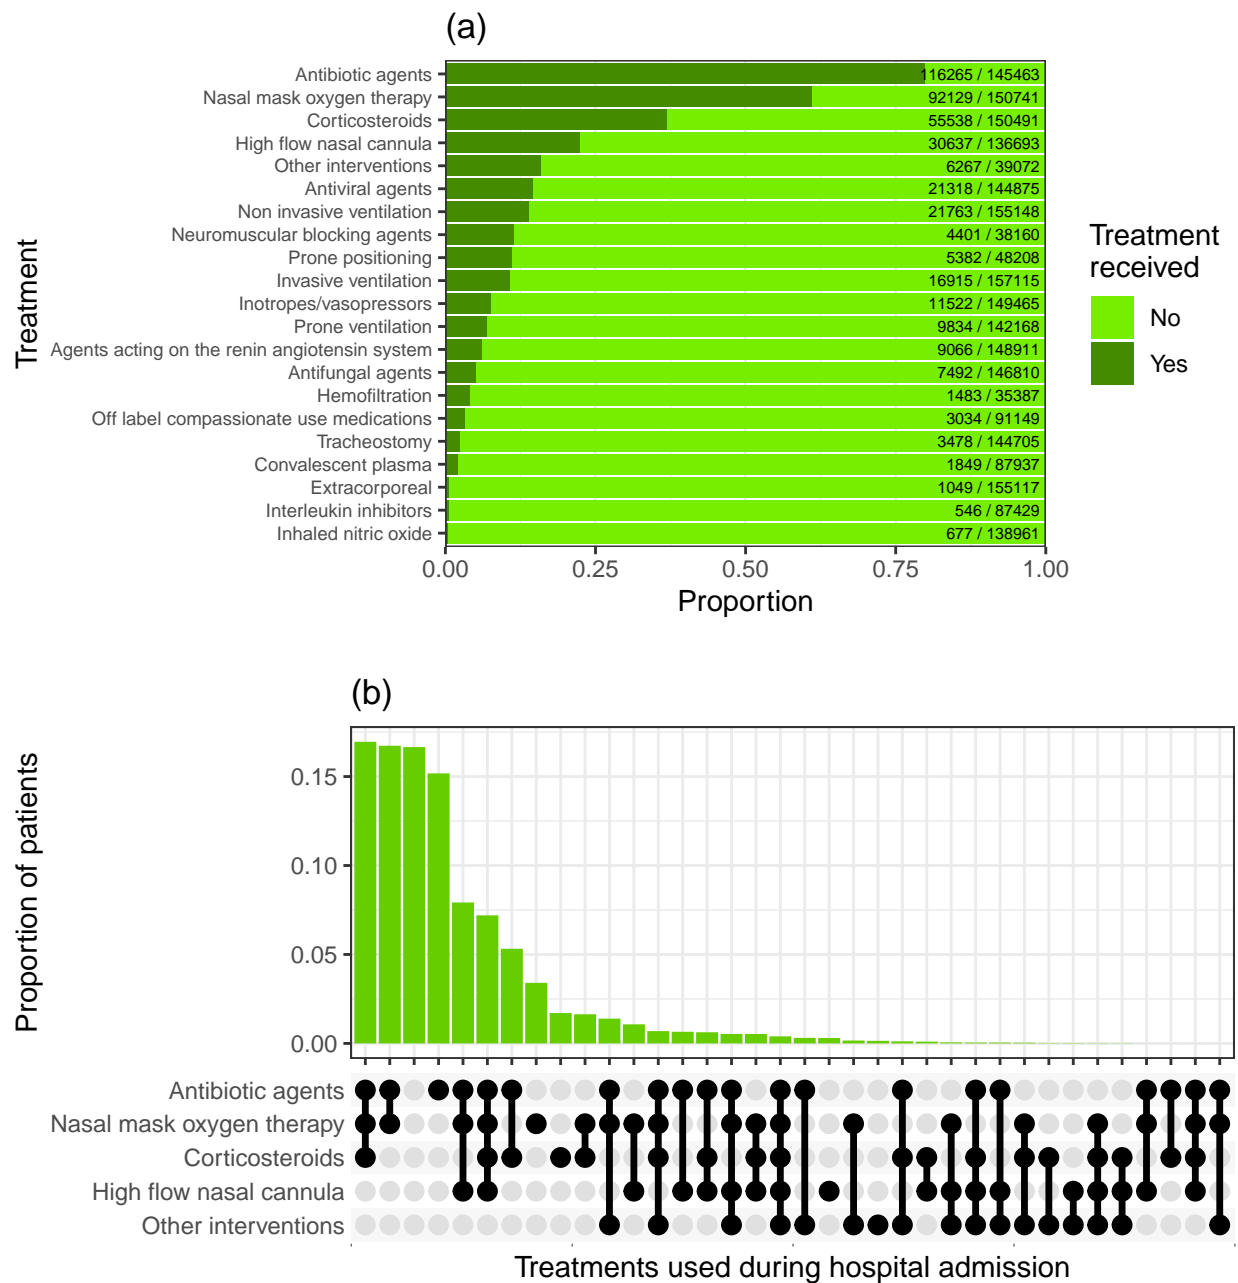 (a)
Antibiotic agents 116265 / 145463
Nasal mask oxygen therapy 92129 / 150741
Corticosteroids 55538 / 150491
High flow nasal cannula 30637 / 136693
Other interventions 6267 / 39072
Antiviral agents 21318 / 144875
Non invasive ventilation 21763 / 155148
Neuromuscular blocking agents 4401 / 38160
Prone positioning 5382 / 48208
Invasive ventilation 16915 / 157115
Inotropes/vasopressors 11522 / 149465
Prone ventilation 9834 / 142168
Agents acting on the renin angiotensin system 9066 / 148911
Antifungal agents 7492 / 146810
Hemofiltration 1483 / 35387
Off label compassionate use medications 3034 / 91149
Tracheostomy 3478 / 144705
Convalescent plasma 1849 / 87937
Extracorporeal 1049 / 155117
Interleukin inhibitors 546 / 87429
Inhaled nitric oxide 677 / 138961
0.00 0.25 0.50 0.75 1.00
Proportion
Treatment
Treatment
received
No
Yes
(b)
Proportion of patients
0.15
0.10
0.05
0.00
Antibiotic agents
Nasal mask oxygen therapy
Corticosteroids
High flow nasal cannula
Other interventions
Treatments used during hospital admission